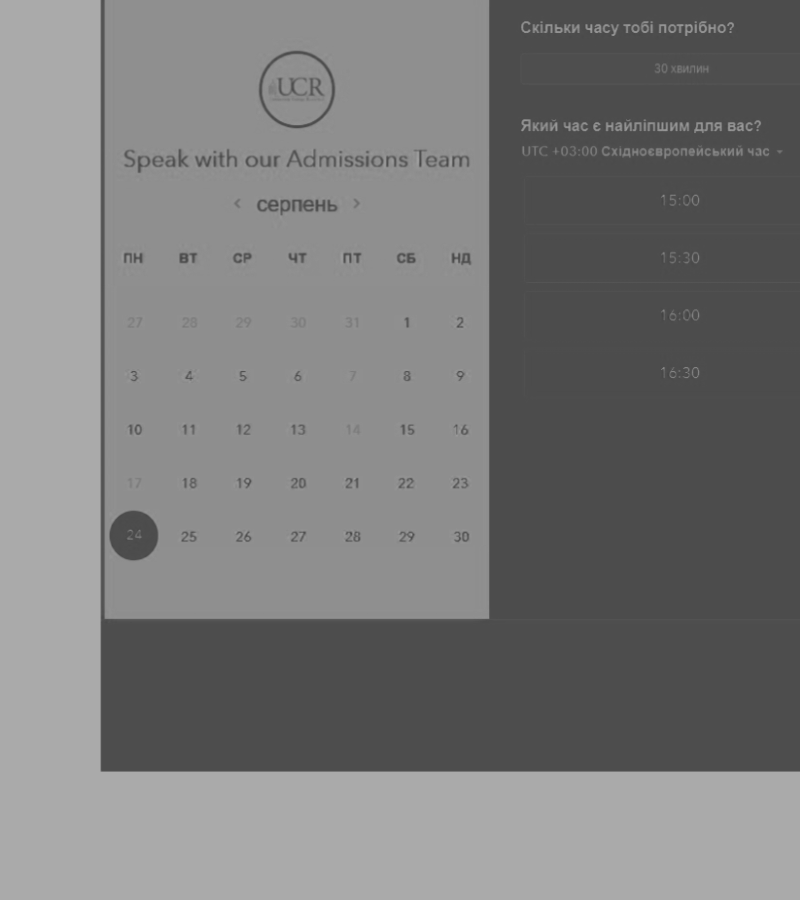 UCR
Speak with our Admissions Team
< серпень >
ПН ВТ СР ЧТ ПТ СБ НД
27 28 29 30 31 1 2
3 4 5 6 7 8 9
10 11 12 13 14 15 16
17 18 19 20 21 22 23
24 25 26 27 28 29 30
Скільки часу тобі потрібно?
30 хвилин
Який час є найліпшим для вас?
UTC +03:00 Східноєвропейський час
15:00
15:30
16:00
16:30